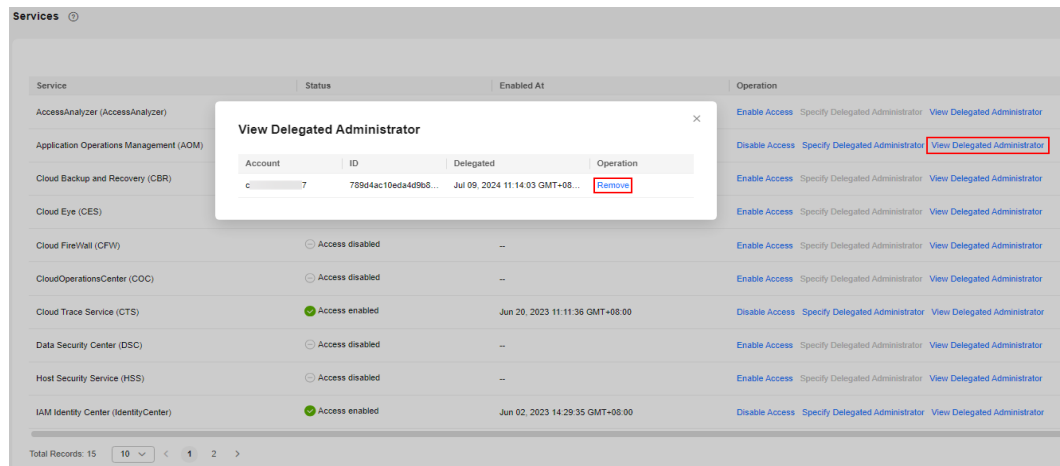 Services
Service Status Enabled At Operation
AccessAnalyzer (AccessAnalyzer) Enable Access Specify Delegated Administrator View Delegated Administrator
Application Operations Management (AOM) Disable Access Specify Delegated Administrator View Delegated Administrator
Cloud Backup and Recovery (CBR) Enable Access Specify Delegated Administrator View Delegated Administrator
Cloud Eye (CES) Enable Access Specify Delegated Administrator View Delegated Administrator
View Delegated Administrator
Account ID Delegated Operation
c 7 789d4ac10eda4d9b8... Jul 09, 2024 11:14:03 GMT+08... Remove
Cloud FireWall (CFW) Access disabled -- Enable Access Specify Delegated Administrator View Delegated Administrator
CloudOperationsCenter (COC) Access disabled -- Enable Access Specify Delegated Administrator View Delegated Administrator
Cloud Trace Service (CTS) Access enabled Jun 20, 2023 11:11:36 GMT+08:00 Disable Access Specify Delegated Administrator View Delegated Administrator
Data Security Center (DSC) Access disabled -- Enable Access Specify Delegated Administrator View Delegated Administrator
Host Security Service (HSS) Access disabled -- Enable Access Specify Delegated Administrator View Delegated Administrator
IAM Identity Center (IdentityCenter) Access enabled Jun 02, 2023 14:29:35 GMT+08:00 Disable Access Specify Delegated Administrator View Delegated Administrator
Total Records: 15 10 < 1 2 >